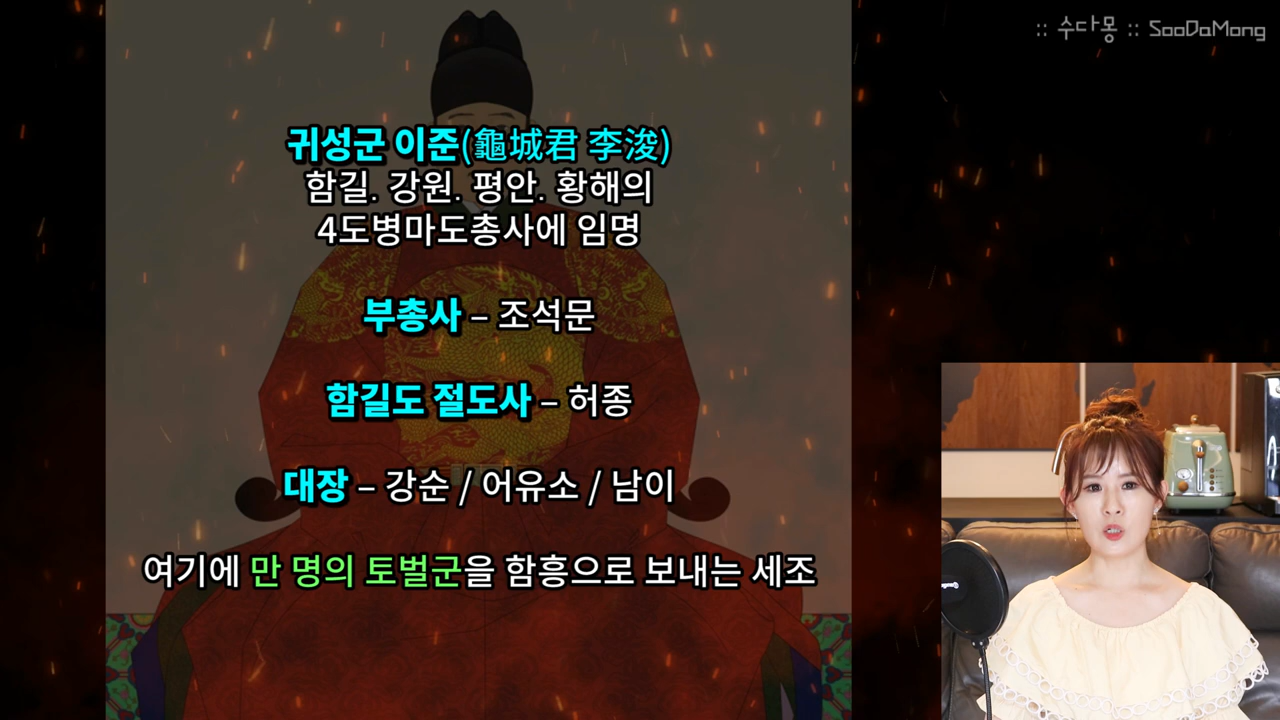 :: 수다몽 :: SooDaMong
귀성군 이준(龜城君 李浚)
함길. 강원. 평안. 황해의
4도병마도총사에 임명
부총사 – 조석문
함길도 절도사 – 허종
대장 – 강순 / 어유소 / 남이
여기에 만 명의 토벌군을 함흥으로 보내는 세조